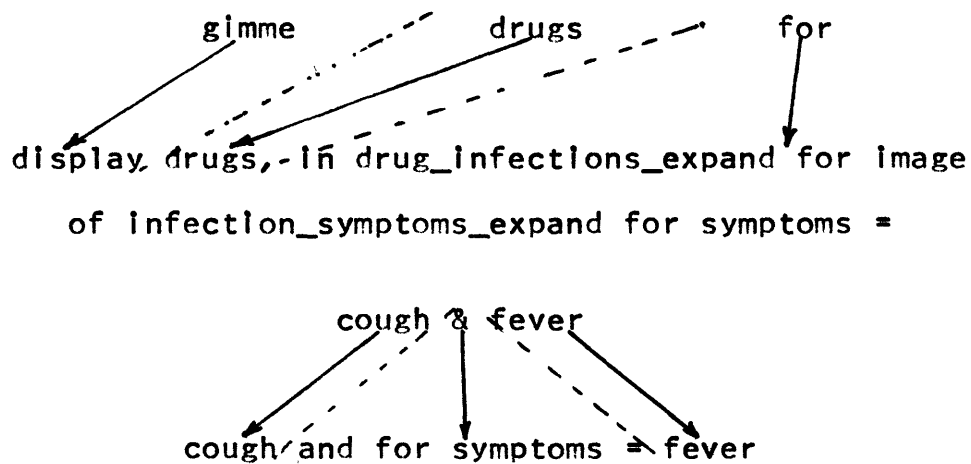 gimme drugs for
display drugs, in drug_infections_expand for image
of infection_symptoms_expand for symptoms =
cough & fever
cough and for symptoms = fever